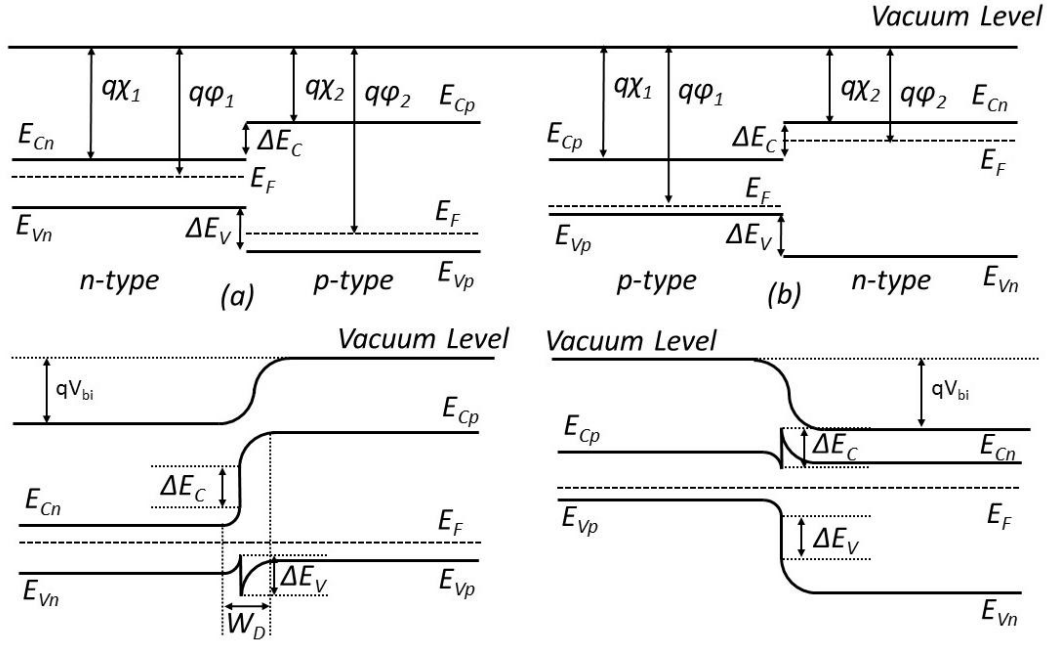 Vacuum Level
qχ1 qφ1 qχ2 qφ2 ECp
qχ1 qφ1 qχ2 qφ2 ECn
ECn ΔEC
ECp ΔEC
EF
EF EF
EF
EVn ΔEV EVp
EVp ΔEV EVn
n-type (a) p-type
p-type (b) n-type
Vacuum Level
qVbi
ECp
ΔEC
ECn
EF
EVn ΔEV EVp
WD
Vacuum Level
qVbi
ECp ΔEC ECn
EVp EF
ΔEV
EVn